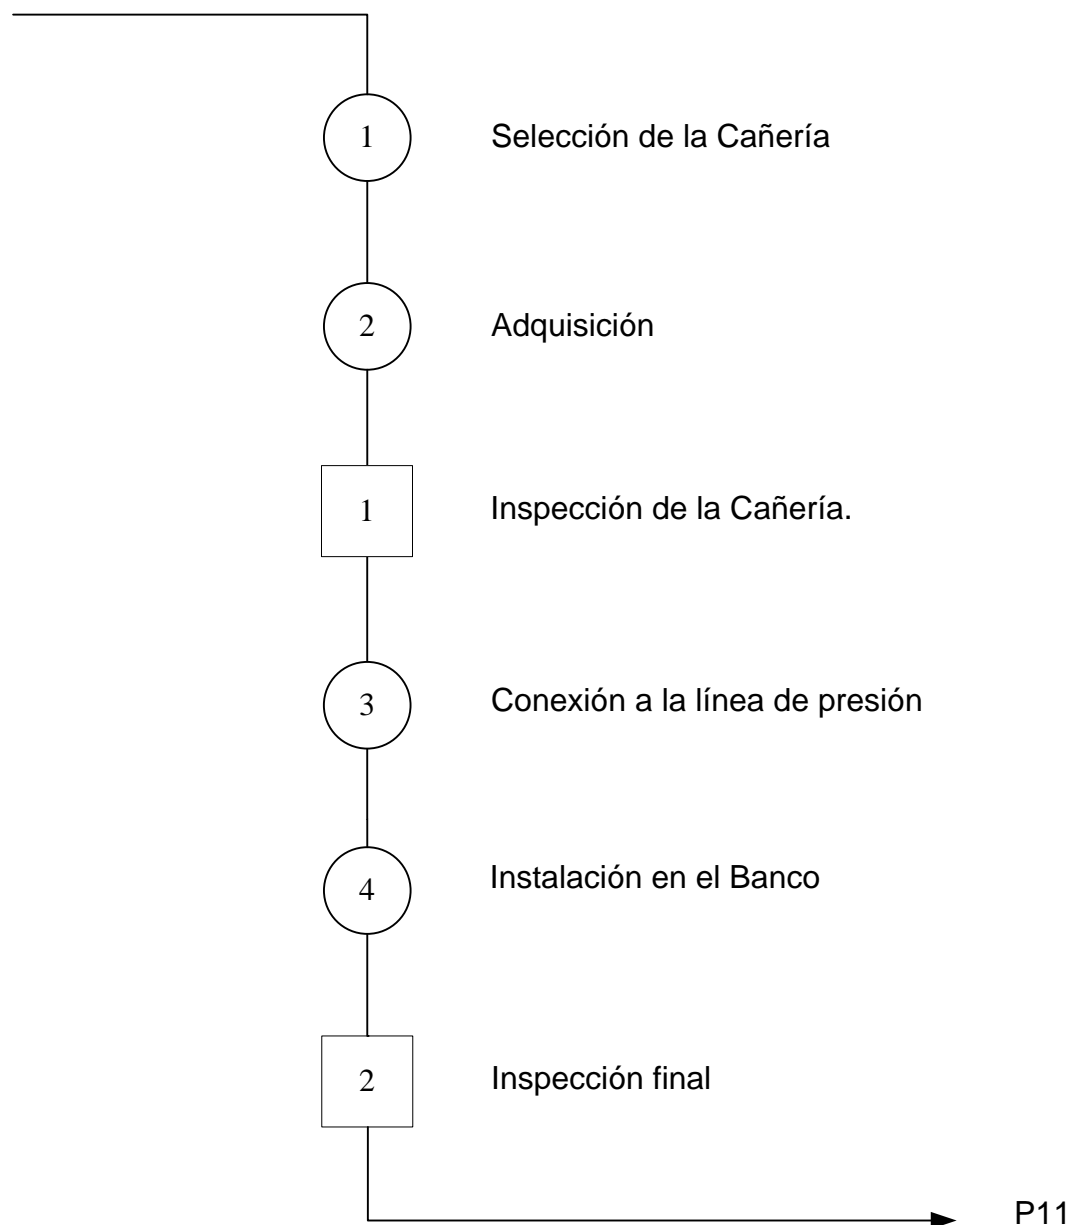 1 Selección de la Cañería
2 Adquisición
1 Inspección de la Cañería.
3 Conexión a la línea de presión
4 Instalación en el Banco
2 Inspección final
P11